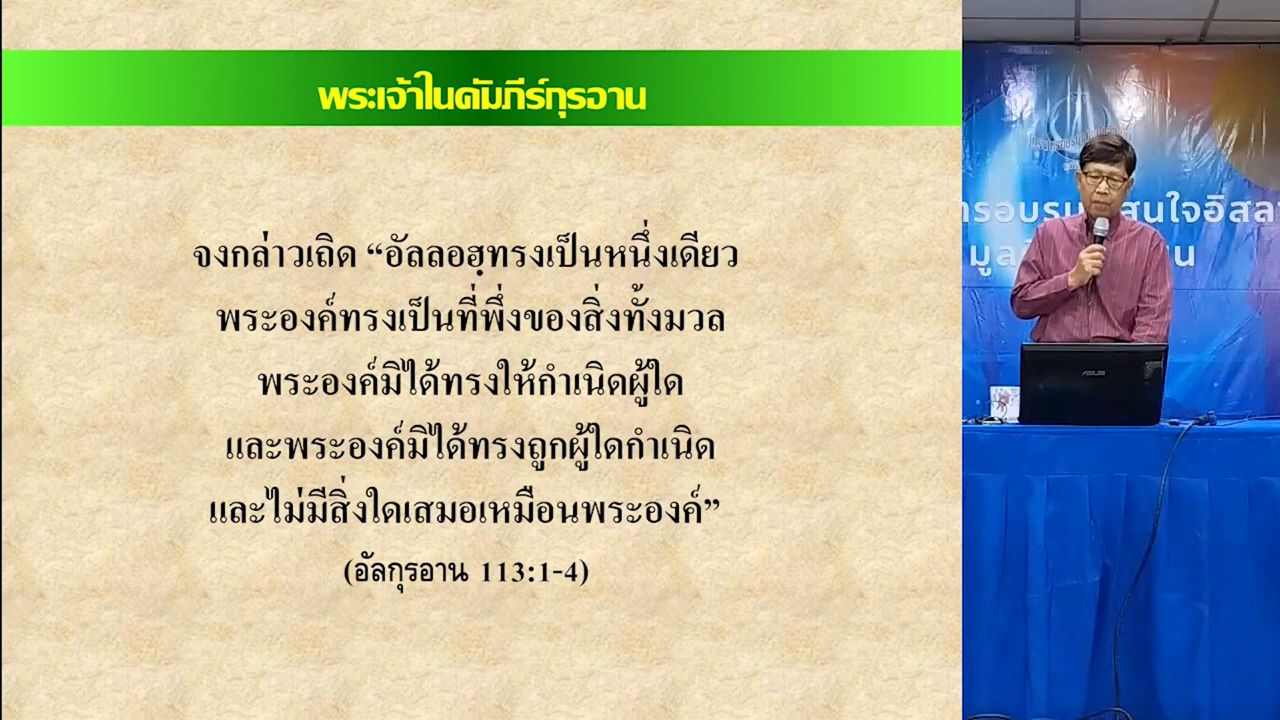 พระเจ้าในคัมภีร์กุรอาน
จงกล่าวเถิด “อัลลอฮฺทรงเป็นหนึ่งเดียว
พระองค์ทรงเป็นที่พึ่งของสิ่งทั้งมวล
พระองค์มิได้ทรงให้กำเนิดผู้ใด
และพระองค์มิได้ทรงถูกผู้ใดกำเนิด
และไม่มีสิ่งใดเสมอเหมือนพระองค์”
(อัลกุรอาน 113:1-4)
ASUS